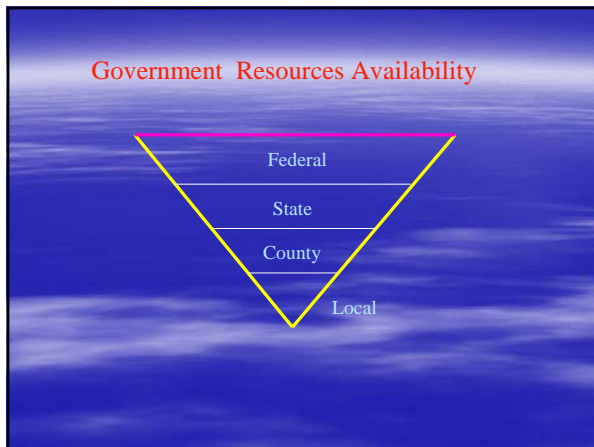 Government Resources Availability
Federal
State
County
Local